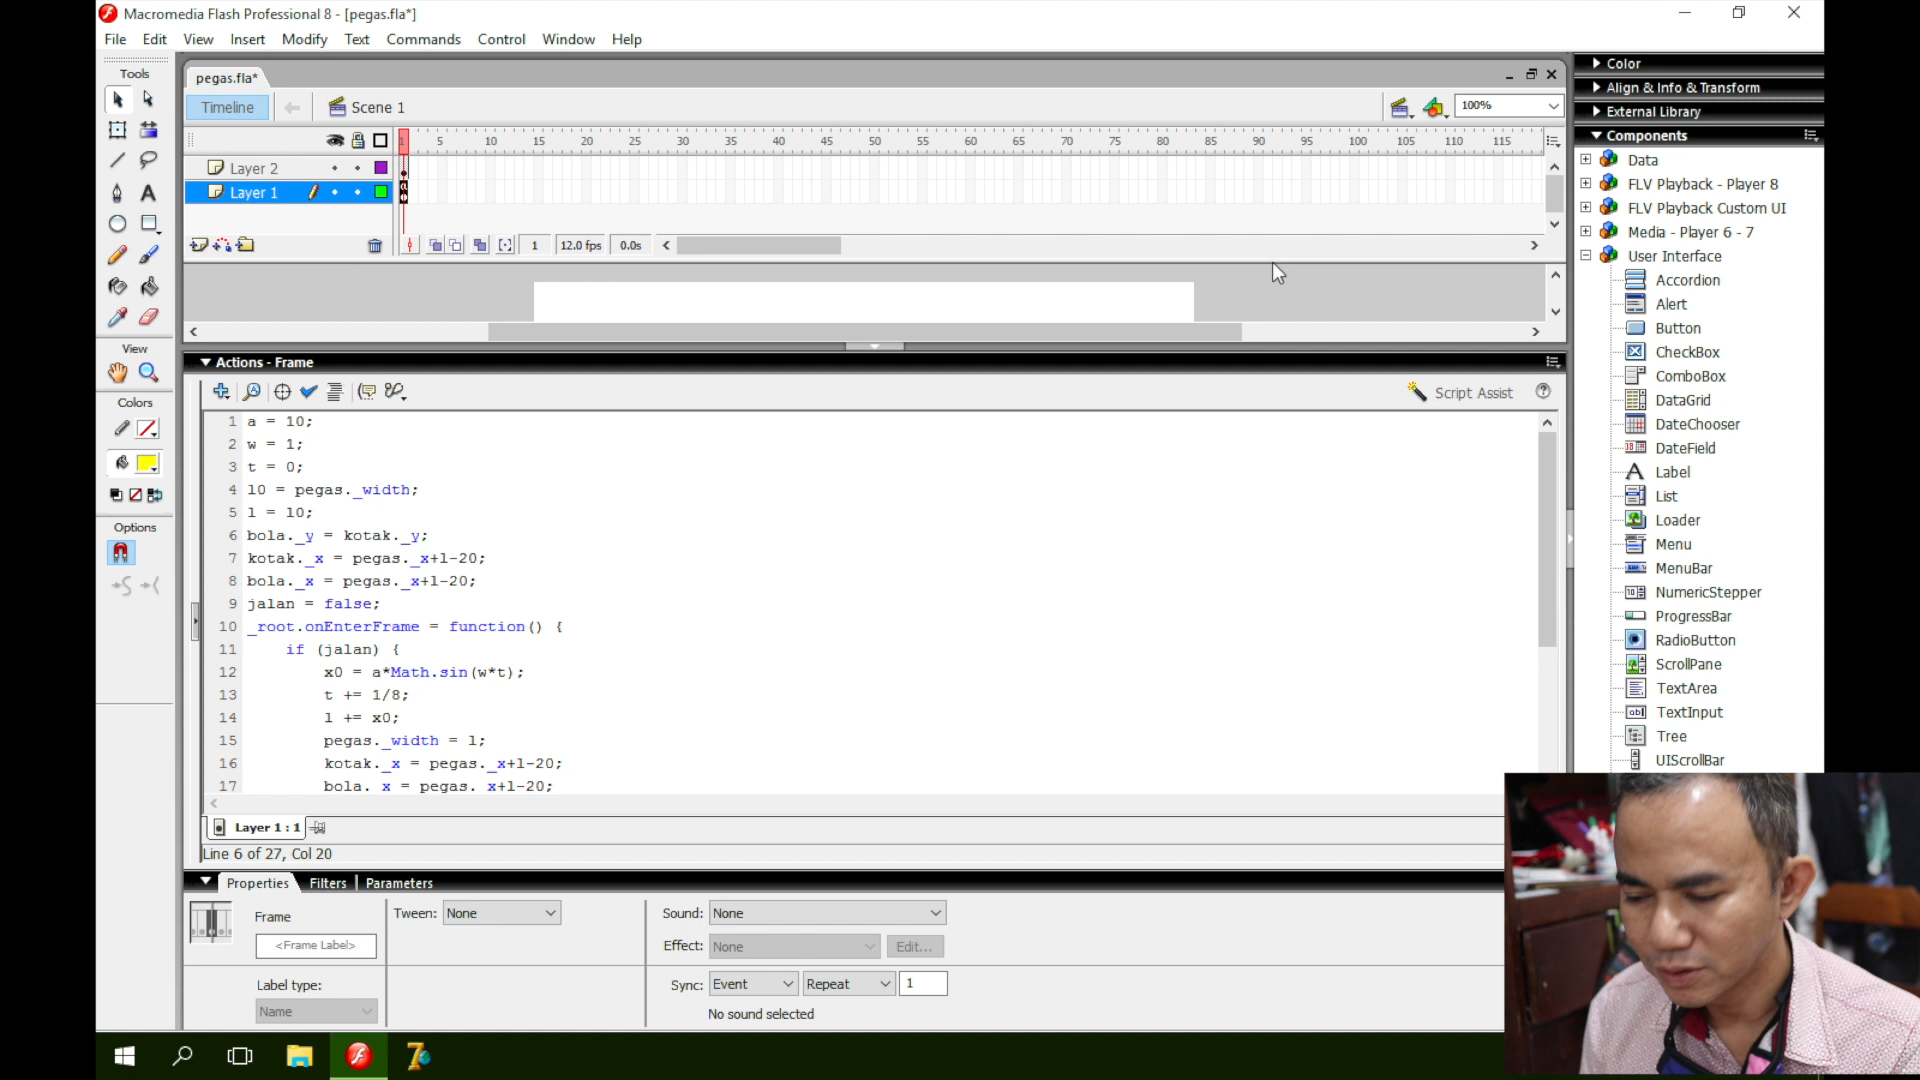 Macromedia Flash Professional 8 - [pegas.fla*]
File Edit View Insert Modify Text Commands Control Window Help
Tools
View
Colors
Options
pegas.fla*
Timeline
Scene 1
100%
1 5 10 15 20 25 30 35 40 45 50 55 60 65 70 75 80 85 90 95 100 105 110 115
Layer 2
Layer 1
1 12.0 fps 0.0s
Actions - Frame
Script Assist
1 a = 10;
2 w = 1;
3 t = 0;
4 l0 = pegas._width;
5 l = l0;
6 bola._y = kotak._y;
7 kotak._x = pegas._x+l-20;
8 bola._x = pegas._x+l-20;
9 jalan = false;
10 _root.onEnterFrame = function() {
11 if (jalan) {
12 x0 = a*Math.sin(w*t);
13 t += 1/8;
14 l += x0;
15 pegas._width = l;
16 kotak._x = pegas._x+l-20;
17 bola._x = pegas._x+l-20;
Layer 1 : 1
Line 6 of 27, Col 20
Properties Filters Parameters
Frame
<Frame Label>
Label type:
Name
Tween: None
Sound: None
Effect: None Edit...
Sync: Event Repeat 1
No sound selected
Color
Align & Info & Transform
External Library
Components
Data
FLV Playback - Player 8
FLV Playback Custom UI
Media - Player 6 - 7
User Interface
Accordion
Alert
Button
CheckBox
ComboBox
DataGrid
DateChooser
DateField
Label
List
Loader
Menu
MenuBar
NumericStepper
ProgressBar
RadioButton
ScrollPane
TextArea
TextInput
Tree
UIScrollBar